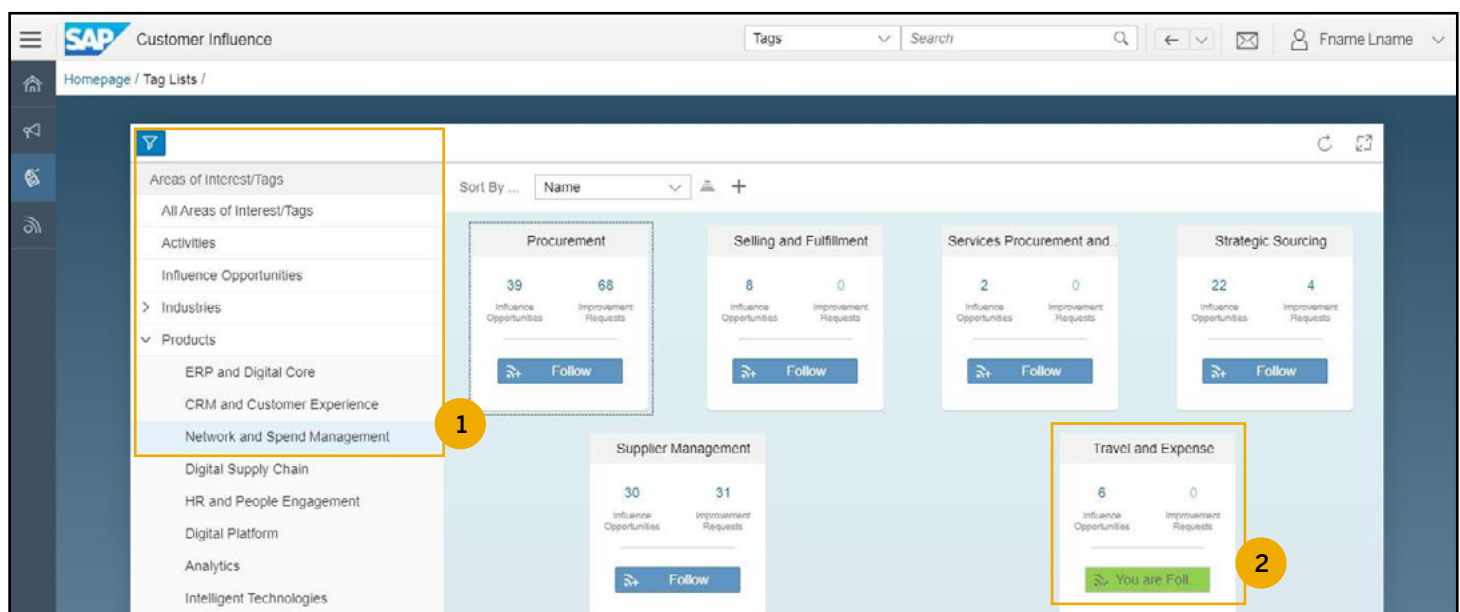 SAP Customer Influence Tags Search Fname Lname
Homepage / Tag Lists /
Areas of Interest/Tags
All Areas of Interest/Tags
Activities
Influence Opportunities
Industries
Products
ERP and Digital Core
CRM and Customer Experience
Network and Spend Management
Digital Supply Chain
HR and People Engagement
Digital Platform
Analytics
Intelligent Technologies
1
Sort By ... Name
Procurement
39 68
Influence Improvement
Opportunities Requests
Follow
Selling and Fulfillment
8 0
Influence Improvement
Opportunities Requests
Follow
Services Procurement and..
2 0
Influence Improvement
Opportunities Requests
Follow
Strategic Sourcing
22 4
Influence Improvement
Opportunities Requests
Follow
Supplier Management
30 31
Influence Improvement
Opportunities Requests
Follow
Travel and Expense
6 0
Influence Improvement
Opportunities Requests
You are Foll...
2